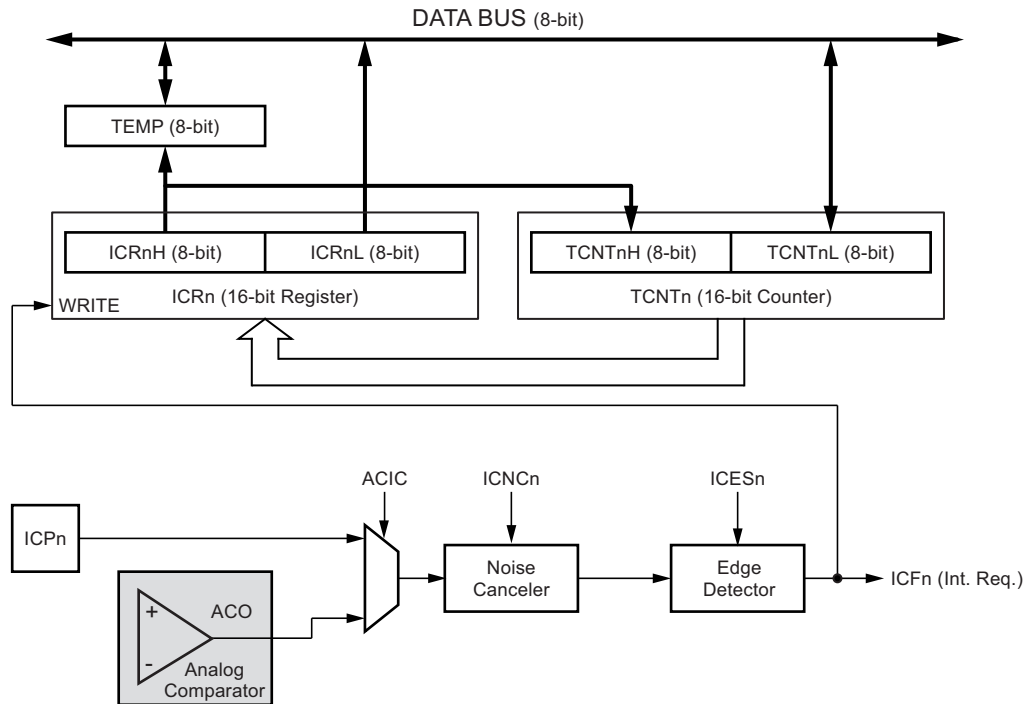 DATA BUS (8-bit)
TEMP (8-bit)
ICRnH (8-bit)
ICRnL (8-bit)
TCNTnH (8-bit)
TCNTnL (8-bit)
WRITE
ICRn (16-bit Register)
TCNTn (16-bit Counter)
ACIC
ICNCn
ICESn
ICPn
Noise
Canceler
Edge
Detector
ICFn (Int. Req.)
+
ACO
-
Analog
Comparator